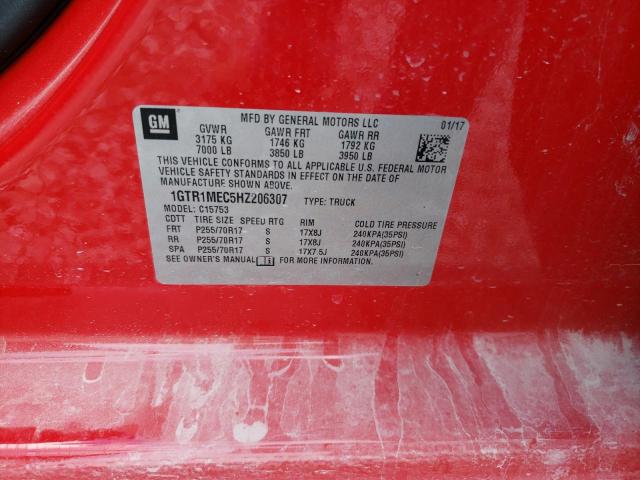 GM
MFD BY GENERAL MOTORS LLC
01/17
GVWR GAWR FRT GAWR RR
3175 KG 1746 KG 1792 KG
7000 LB 3850 LB 3950 LB
THIS VEHICLE CONFORMS TO ALL APPLICABLE U.S. FEDERAL MOTOR
VEHICLE SAFETY STANDARDS IN EFFECT ON THE DATE OF
MANUFACTURE SHOWN ABOVE.
1GTR1MEC5HZ206307 TYPE: TRUCK
MODEL: C15753
CDTT TIRE SIZE SPEED RTG RIM COLD TIRE PRESSURE
FRT P255/70R17 S 17X8J 240KPA(35PSI)
RR P255/70R17 S 17X8J 240KPA(35PSI)
SPA P255/70R17 S 17X7.5J 240KPA(35PSI)
SEE OWNER'S MANUAL i FOR MORE INFORMATION.